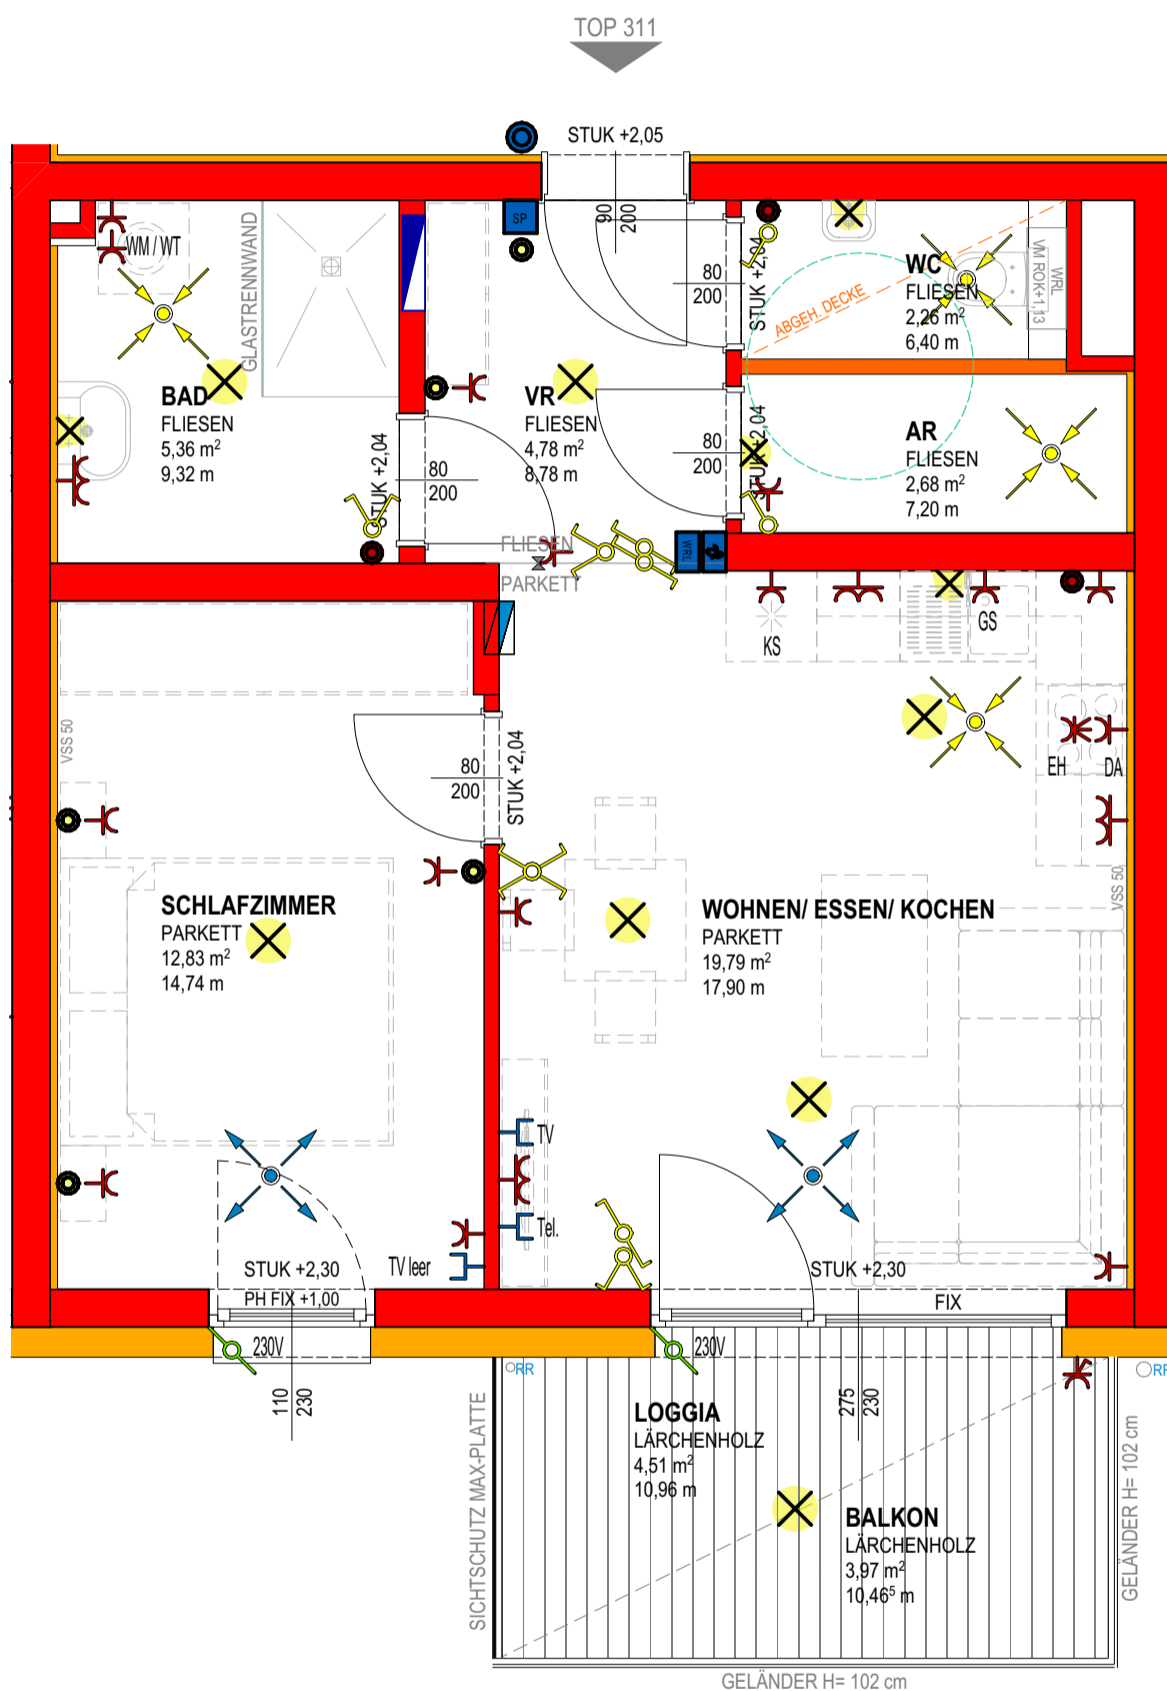 TOP 311
STUK +2,05
90
200
SP
WM / WT
GLASTRENNWAND
BAD
FLIESEN
5,36 m²
9,32 m
STUK +2,04
80
200
VR
FLIESEN
4,78 m²
8,78 m
80
200
STUK +2,04
ABGEH. DECKE
WC
FLIESEN
2,26 m²
6,40 m
WRL
VM ROK+1,13
80
200
STUK +2,04
AR
FLIESEN
2,68 m²
7,20 m
FLIESEN
PARKETT
WRL
KS
GS
EH
DA
VSS 50
VSS 50
80
200
STUK +2,04
SCHLAFZIMMER
PARKETT
12,83 m²
14,74 m
WOHNEN/ ESSEN/ KOCHEN
PARKETT
19,79 m²
17,90 m
TV
Tel.
TV leer
STUK +2,30
PH FIX +1,00
STUK +2,30
FIX
230V
230V
110
230
275
230
RR
RR
SICHTSCHUTZ MAX-PLATTE
LOGGIA
LÄRCHENHOLZ
4,51 m²
10,96 m
BALKON
LÄRCHENHOLZ
3,97 m²
10,46⁵ m
GELÄNDER H= 102 cm
GELÄNDER H= 102 cm